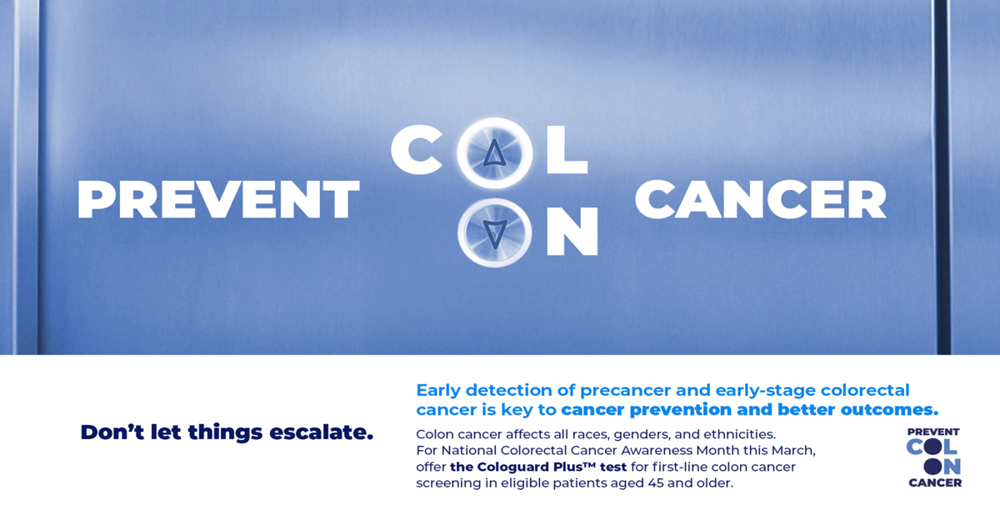 PREVENT COLON CANCER
Don’t let things escalate.
Early detection of precancer and early-stage colorectal
cancer is key to cancer prevention and better outcomes.
Colon cancer affects all races, genders, and ethnicities.
For National Colorectal Cancer Awareness Month this March,
offer the Cologuard Plus™ test for first-line colon cancer
screening in eligible patients aged 45 and older.
PREVENT
COL
ON
CANCER